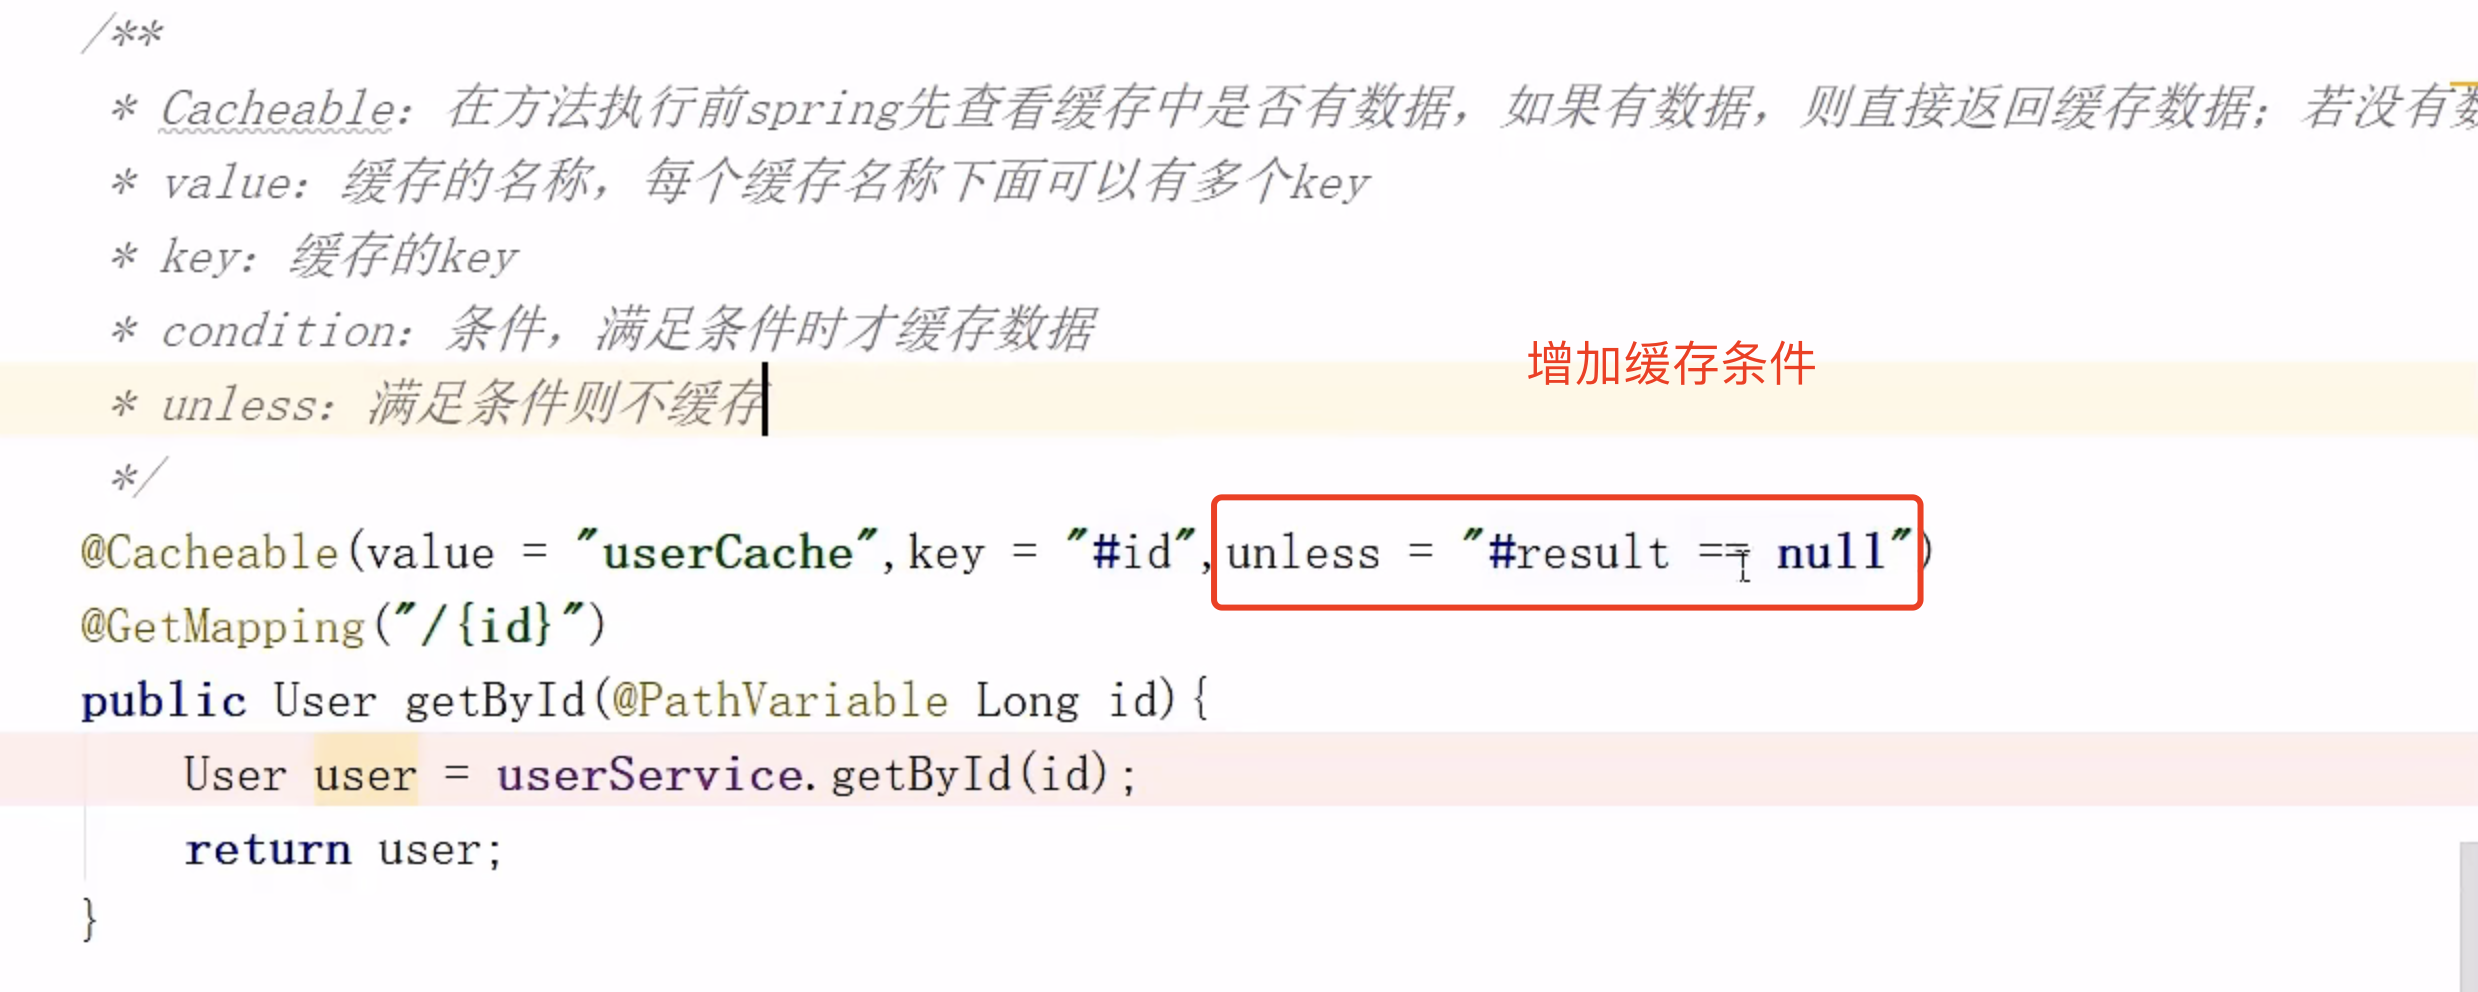 /**
* Cacheable：在方法执行前spring先查看缓存中是否有数据，如果有数据，则直接返回缓存数据；若没有
* value：缓存的名称，每个缓存名称下面可以有多个key
* key：缓存的key
* condition：条件，满足条件时才缓存数据
增加缓存条件
* unless：满足条件则不缓存
*/
@Cacheable(value = "userCache",key = "#id",unless = "#result == null")
@GetMapping("/{id}")
public User getById(@PathVariable Long id){
User user = userService.getById(id);
return user;
}